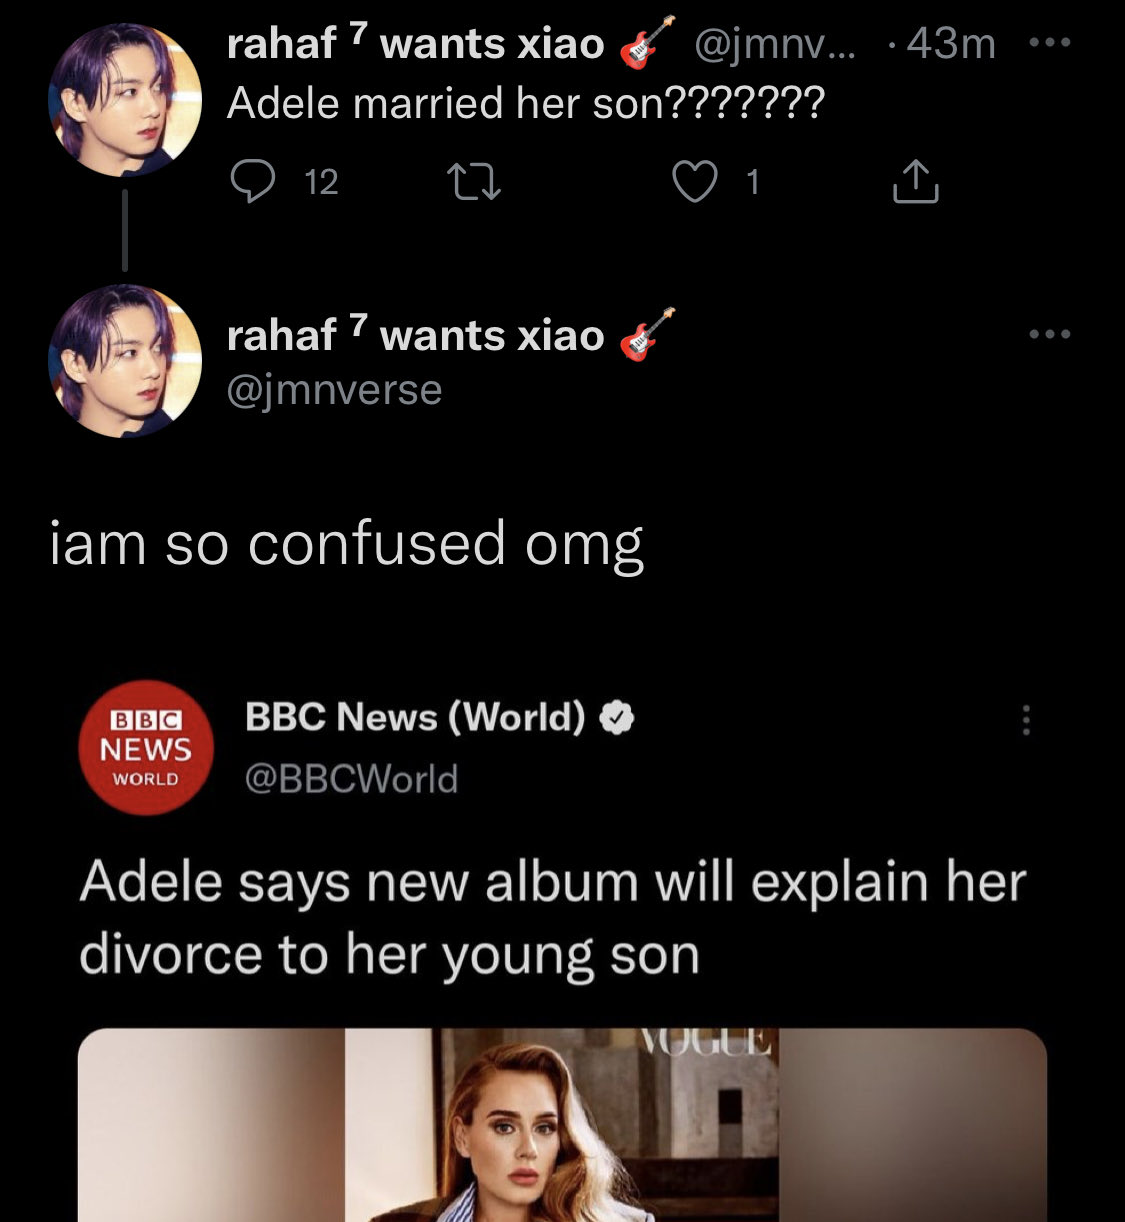 rahaf ⁷ wants xiao 🎸 @jmnv... · 43m
Adele married her son???????
12 1
rahaf ⁷ wants xiao 🎸
@jmnverse
iam so confused omg
BBC
NEWS
WORLD
BBC News (World)
@BBCWorld
Adele says new album will explain her
divorce to her young son
VOGUE